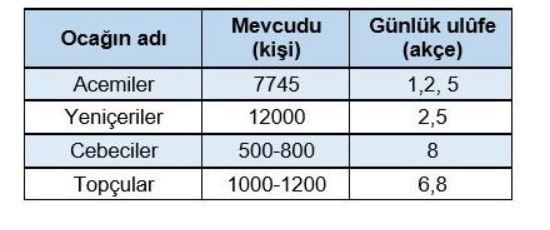 Ocağın adı Mevcudu (kişi) Günlük ulûfe (akçe)
Acemiler 7745 1,2, 5
Yeniçeriler 12000 2,5
Cebeciler 500-800 8
Topçular 1000-1200 6,8